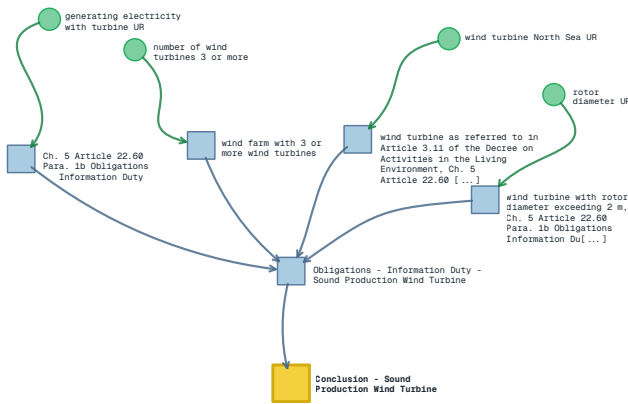 generating electricity
with turbine UR
number of wind
turbines 3 or more
wind turbine North Sea UR
rotor
diameter UR
Ch. 5 Article 22.60
Para. 1b Obligations
Information Duty
wind farm with 3 or
more wind turbines
wind turbine as referred to in
Article 3.11 of the Decree on
Activities in the Living
Environment, Ch. 5
Article 22.60 [...]
wind turbine with rotor
diameter exceeding 2 m,
Ch. 5 Article 22.60
Para. 1b Obligations
Information Du[...]
Obligations - Information Duty -
Sound Production Wind Turbine
Conclusion - Sound
Production Wind Turbine